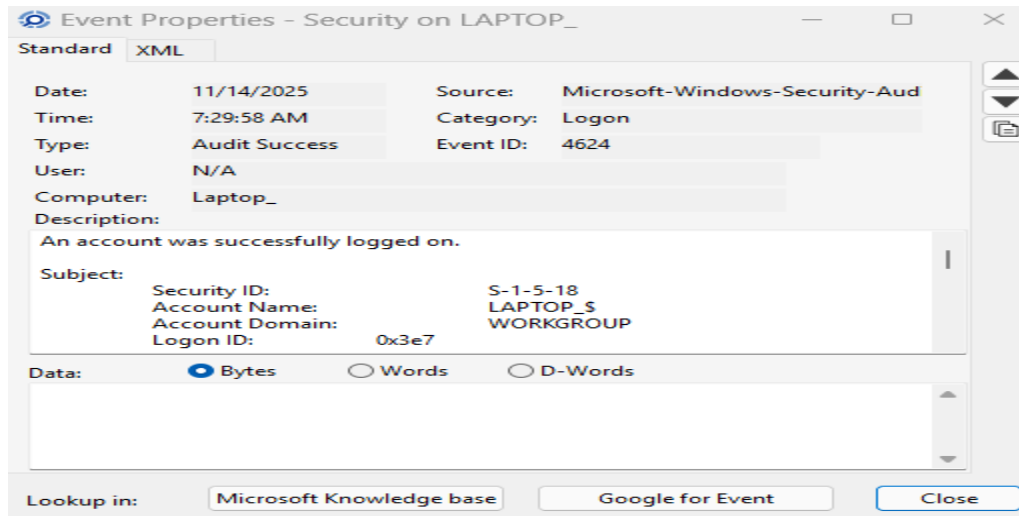 Event Properties - Security on LAPTOP_
Standard XML
Date: 11/14/2025 Source: Microsoft-Windows-Security-Aud
Time: 7:29:58 AM Category: Logon
Type: Audit Success Event ID: 4624
User: N/A
Computer: Laptop_
Description:
An account was successfully logged on.
Subject:
Security ID: S-1-5-18
Account Name: LAPTOP_$
Account Domain: WORKGROUP
Logon ID: 0x3e7
Data: Bytes Words D-Words
Lookup in: Microsoft Knowledge base Google for Event Close